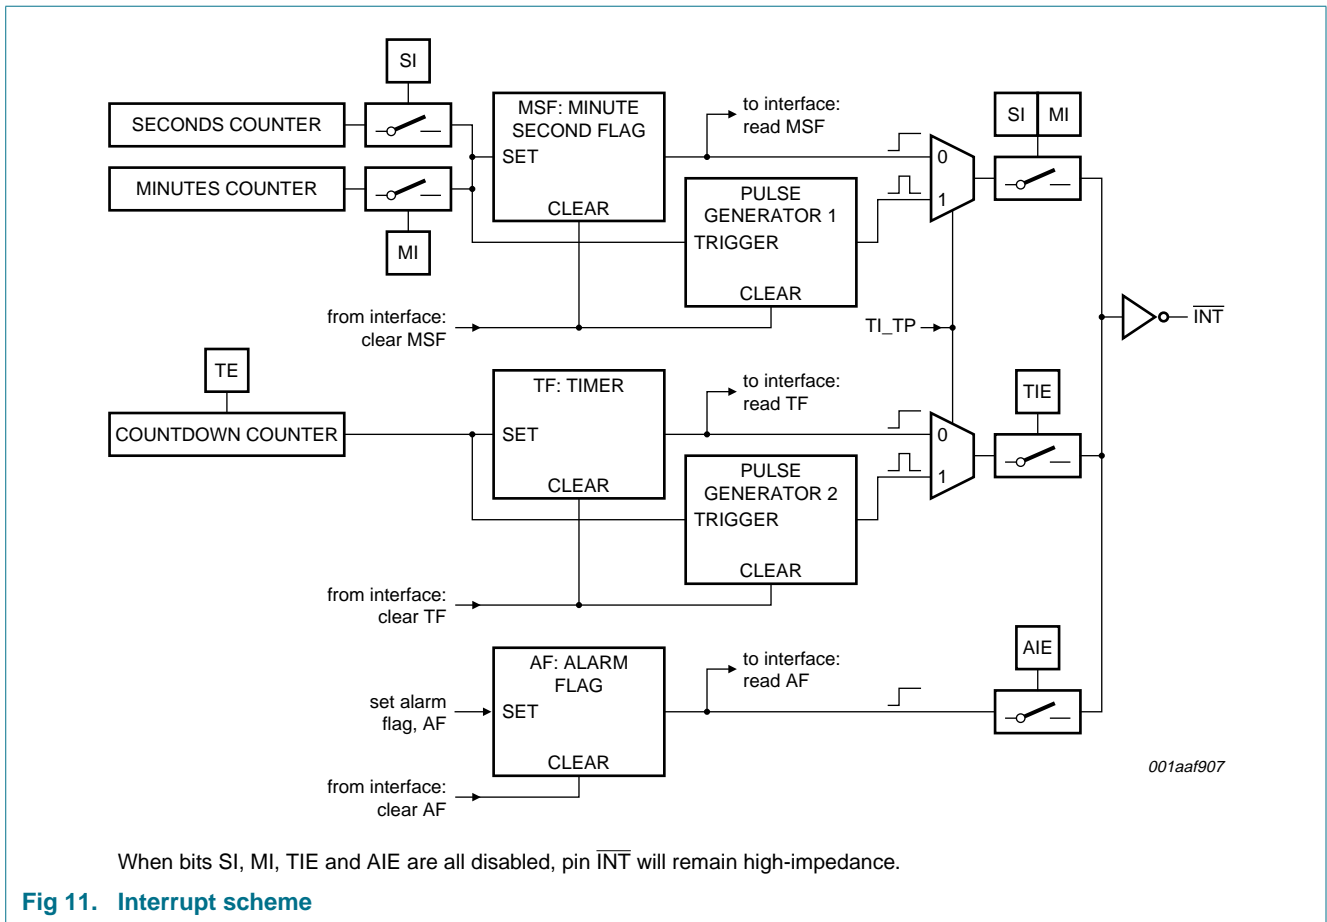 SI
SECONDS COUNTER
MINUTES COUNTER
MI
MSF: MINUTE
SECOND FLAG
SET
CLEAR
to interface:
read MSF
PULSE
GENERATOR 1
TRIGGER
CLEAR
from interface:
clear MSF
0
1
SI MI
TI_TP
INT
TE
COUNTDOWN COUNTER
TF: TIMER
SET
CLEAR
to interface:
read TF
PULSE
GENERATOR 2
TRIGGER
CLEAR
from interface:
clear TF
0
1
TIE
AF: ALARM
FLAG
SET
CLEAR
set alarm
flag, AF
to interface:
read AF
from interface:
clear AF
AIE
001aaf907
When bits SI, MI, TIE and AIE are all disabled, pin INT will remain high-impedance.
Fig 11. Interrupt scheme